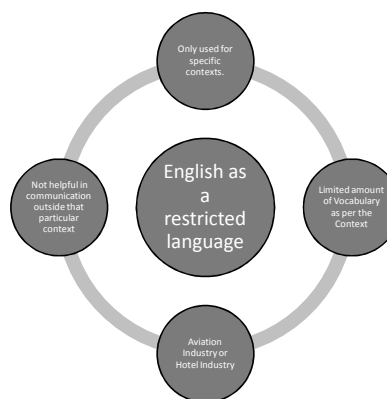 Only used for
specific
contexts.
English as
a
restricted
language
Limited amount
of Vocabulary
as per the
Context
Aviation
Industry or
Hotel Industry
Not helpful in
communication
outside that
particular
context